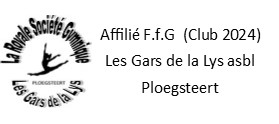 La Royale Société Gymnique
PLOEGSTEERT
Les Gars de la Lys
Affilié F.f.G (Club 2024)
Les Gars de la Lys asbl
Ploegsteert